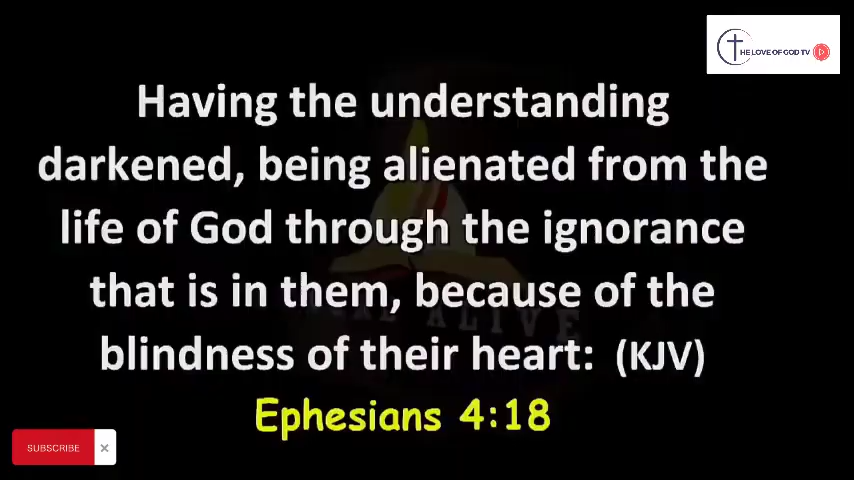 THE LOVE OF GOD TV
Having the understanding
darkened, being alienated from the
life of God through the ignorance
that is in them, because of the
blindness of their heart: (KJV)
Ephesians 4:18
ALIVE
SUBSCRIBE